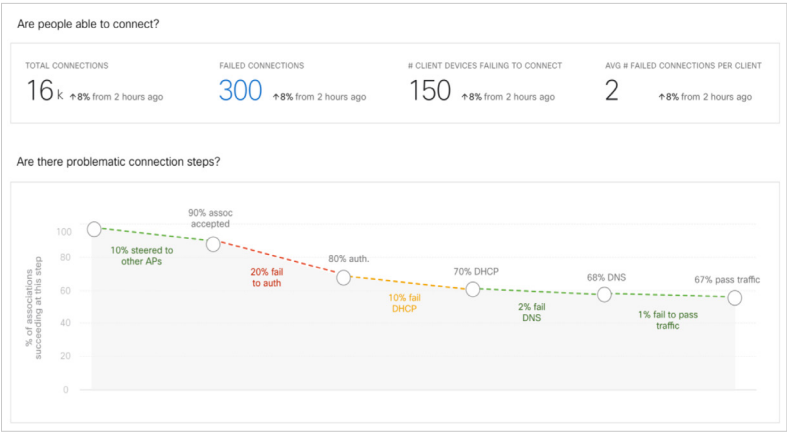 Are people able to connect?
TOTAL CONNECTIONS
16 k ↑8% from 2 hours ago
FAILED CONNECTIONS
300 ↑8% from 2 hours ago
# CLIENT DEVICES FAILING TO CONNECT
150 ↑8% from 2 hours ago
AVG # FAILED CONNECTIONS PER CLIENT
2 ↑8% from 2 hours ago
Are there problematic connection steps?
% of associations
succeeding at this step
100
80
60
40
20
0
10% steered to
other APs
90% assoc
accepted
20% fail
to auth
80% auth.
10% fail
DHCP
70% DHCP
2% fail
DNS
68% DNS
1% fail to pass
traffic
67% pass traffic